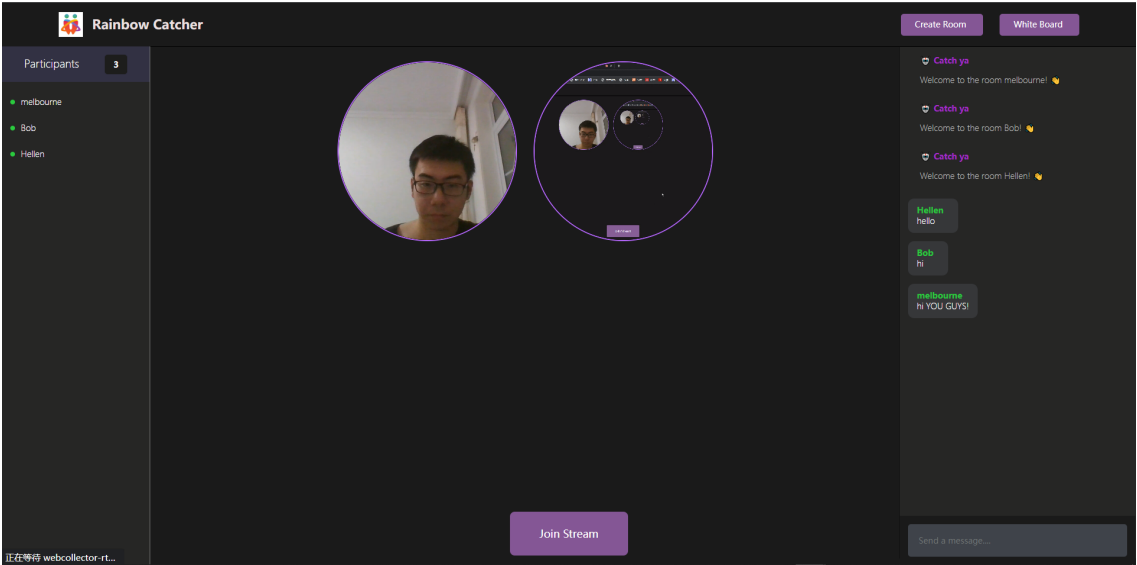 Rainbow Catcher
Create Room
White Board
Participants 3
melbourne
Bob
Hellen
Catch ya
Welcome to the room melbourne! 👋
Catch ya
Welcome to the room Bob! 👋
Catch ya
Welcome to the room Hellen! 👋
Hellen
hello
Bob
hi
melbourne
hi YOU GUYS!
Join Stream
Send a message...
正在等待 webcollector-rt...